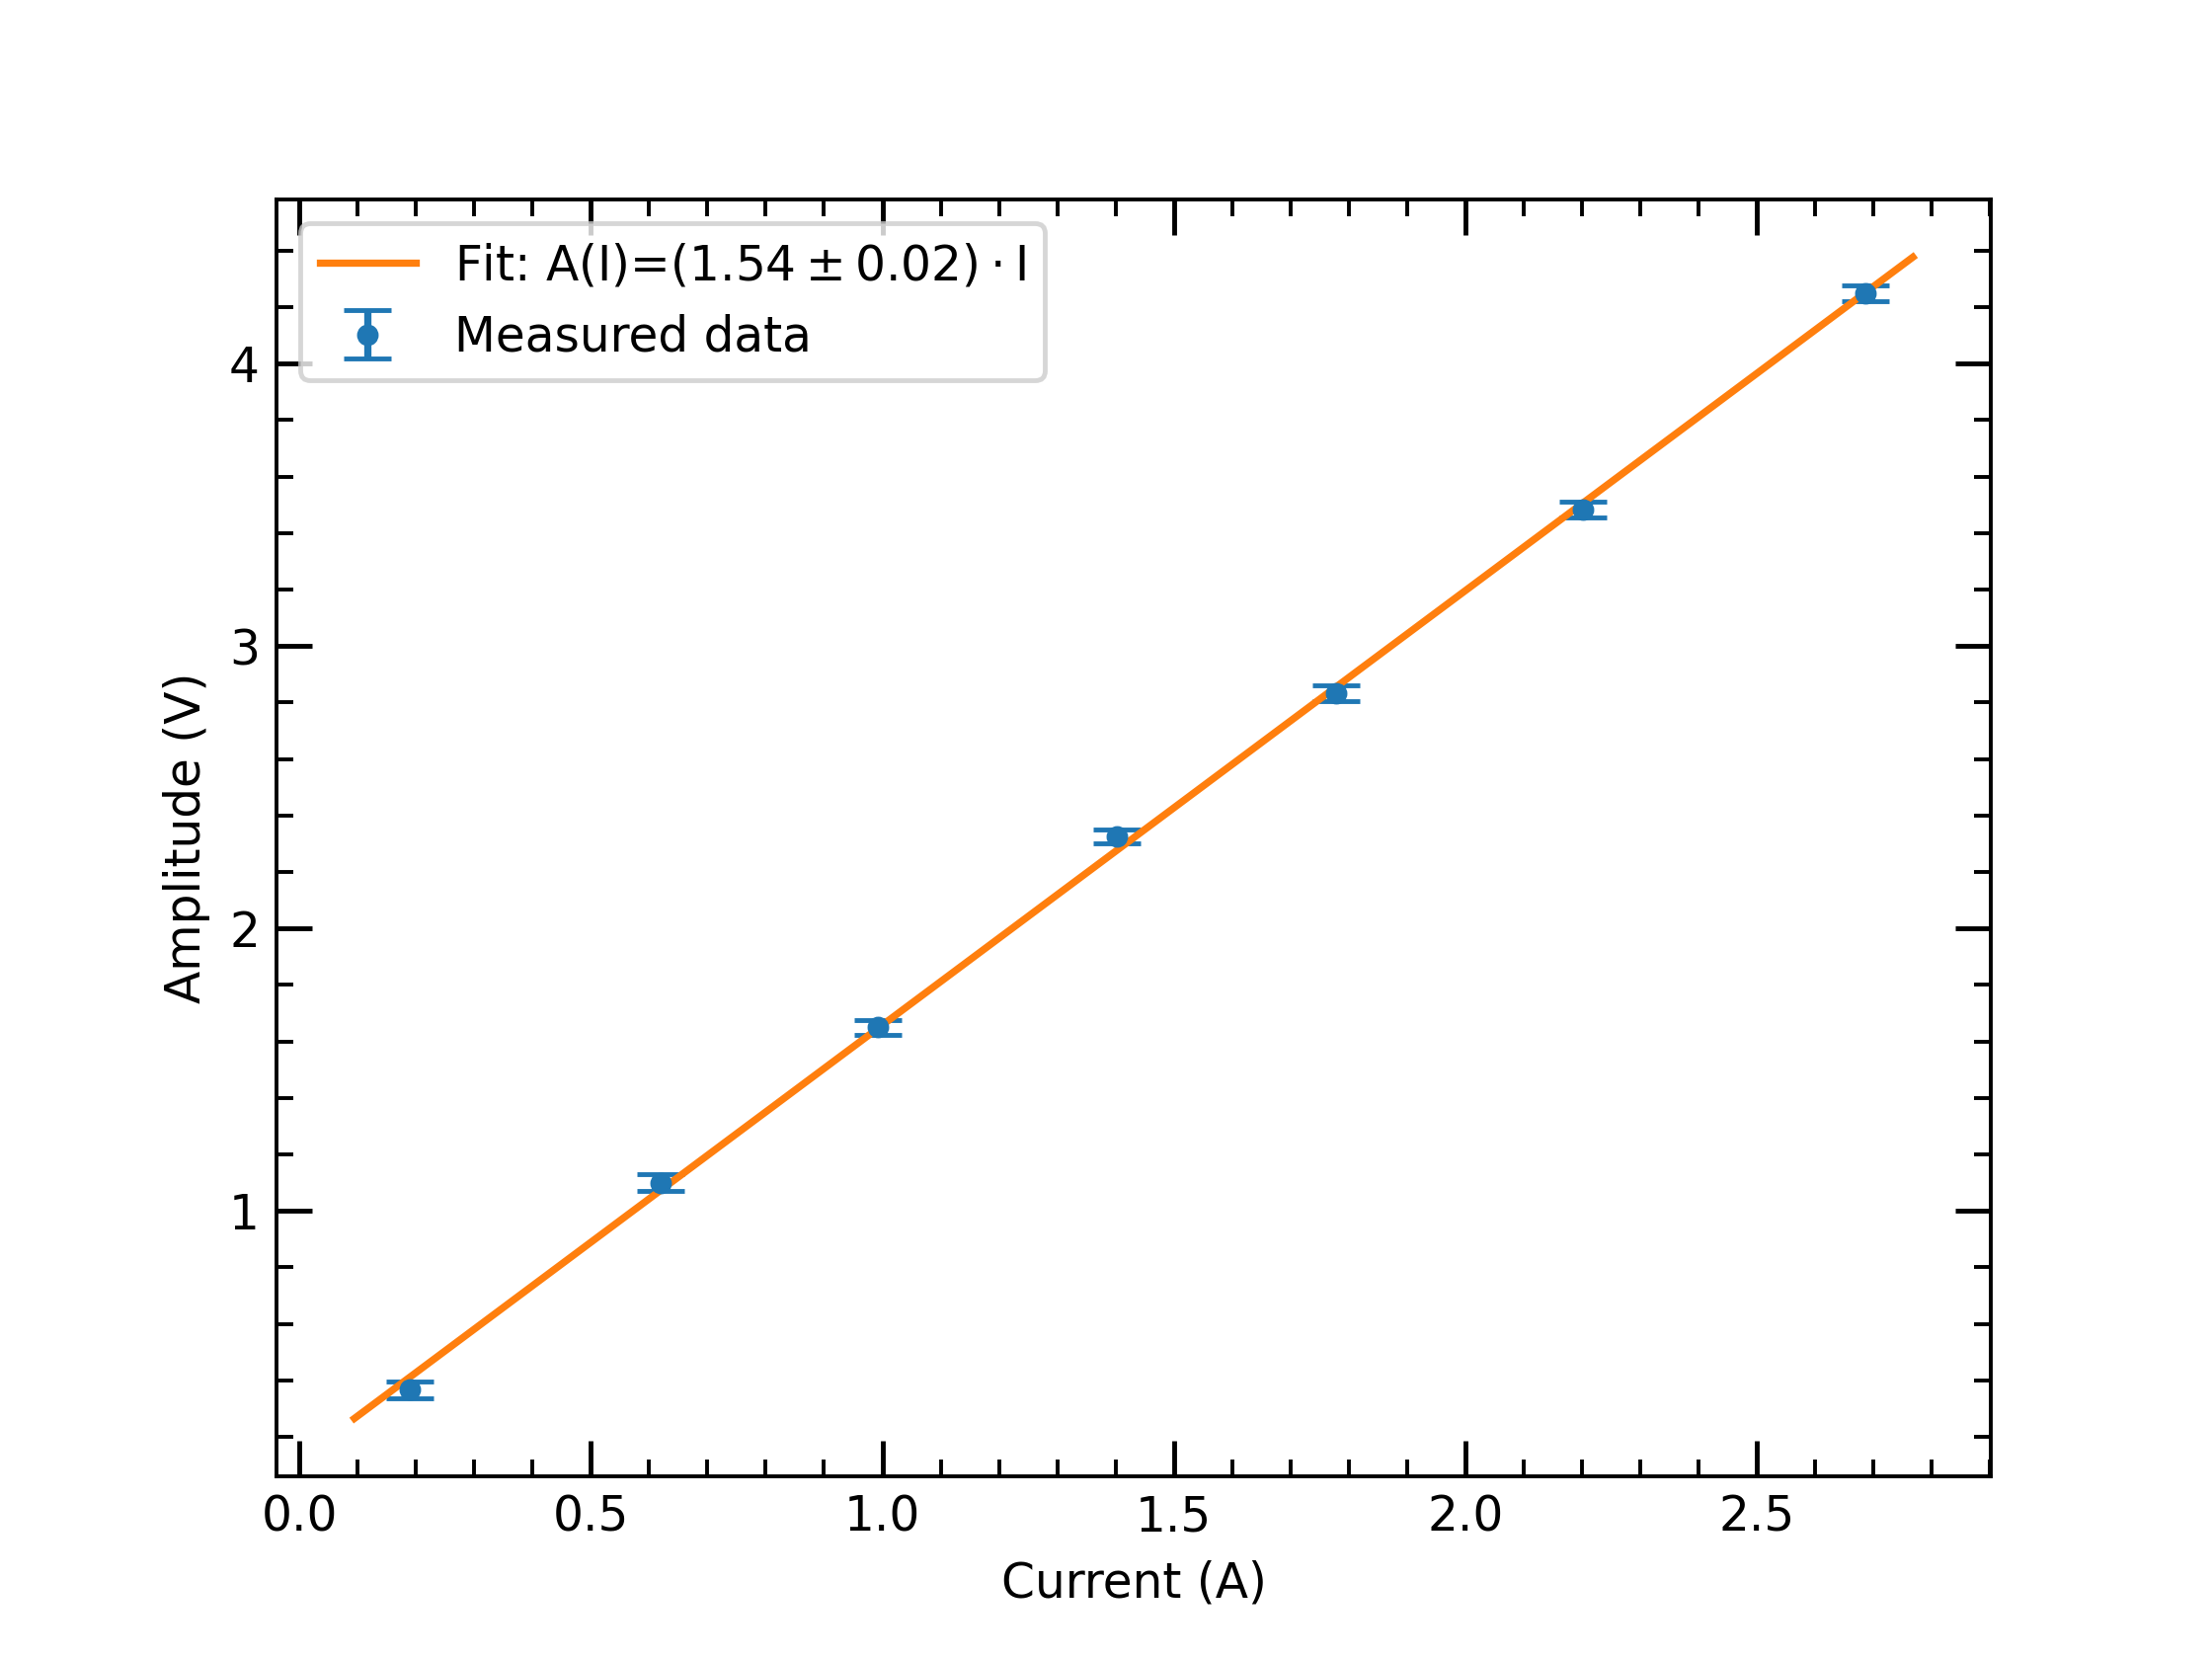 Fit: A(I)=(1.54 ± 0.02) · I
Measured data
4
3
2
1
Amplitude (V)
0.0 0.5 1.0 1.5 2.0 2.5
Current (A)